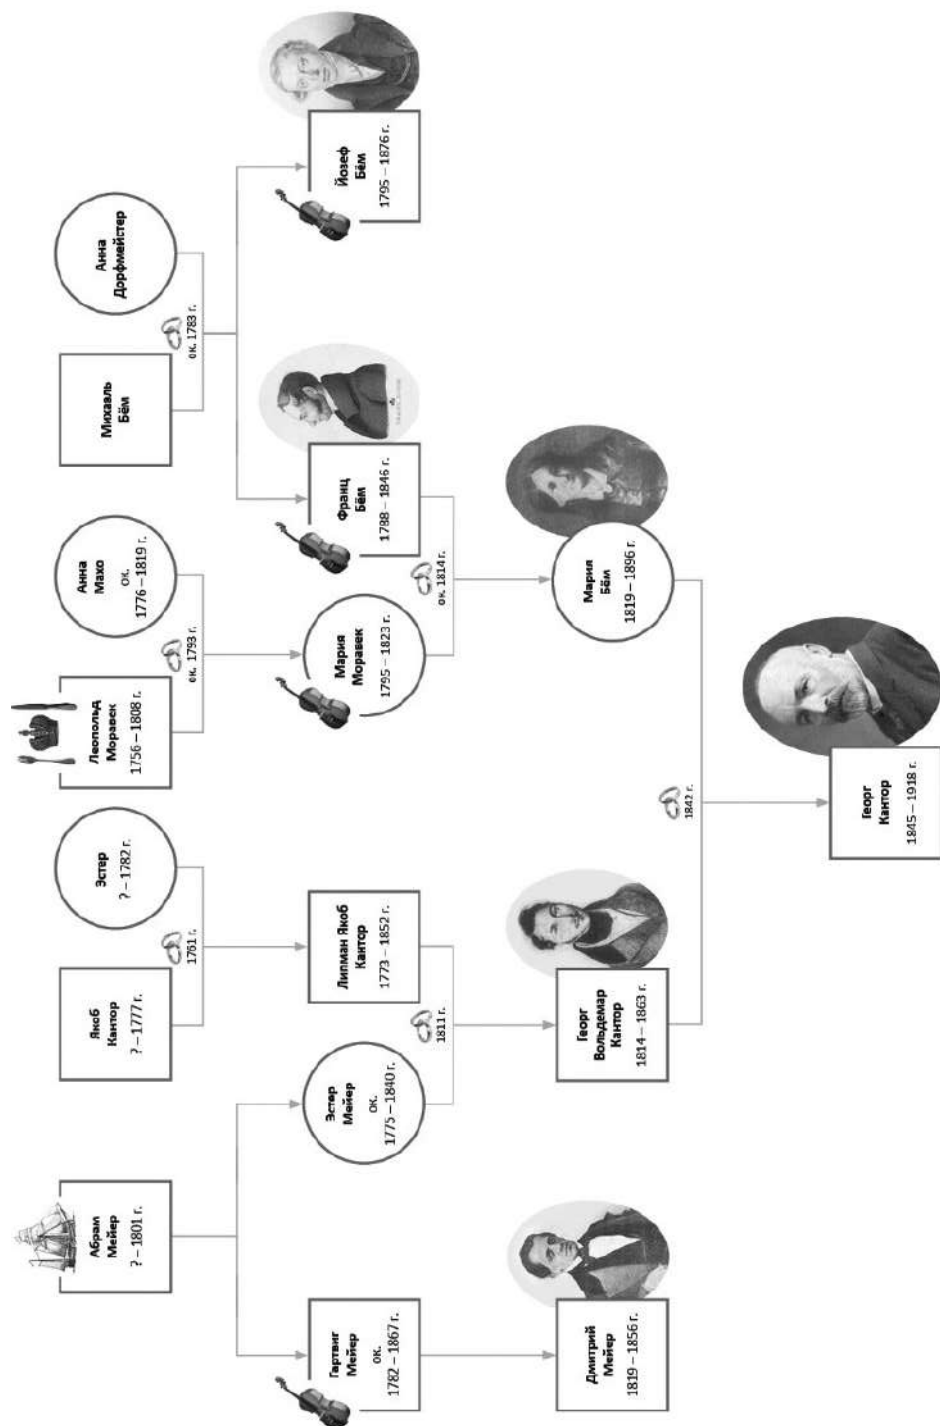 Абрам
Мейер
? – 1801 г.
Якоб
Кантор
? – 1777 г.
Эстер
? – 1782 г.
1761 г.
Леопольд
Моравек
1756 – 1808 г.
Анна
Махо
ок.
1776 – 1819 г.
ок. 1793 г.
Михаэль
Бём
Анна
Дорфмейстер
ок. 1783 г.
Гартвиг
Мейер
ок.
1782 – 1867 г.
Эстер
Мейер
ок.
1775 – 1840 г.
Липман Якоб
Кантор
1773 – 1852 г.
1811 г.
Мария
Моравек
1795 – 1823 г.
Франц
Бём
1788 – 1846 г.
ок. 1814 г.
Йозеф
Бём
1795 – 1876 г.
Дмитрий
Мейер
1819 – 1856 г.
Георг
Вольдемар
Кантор
1814 – 1863 г.
Мария
Бём
1819 – 1896 г.
1842 г.
Георг
Кантор
1845 – 1918 г.